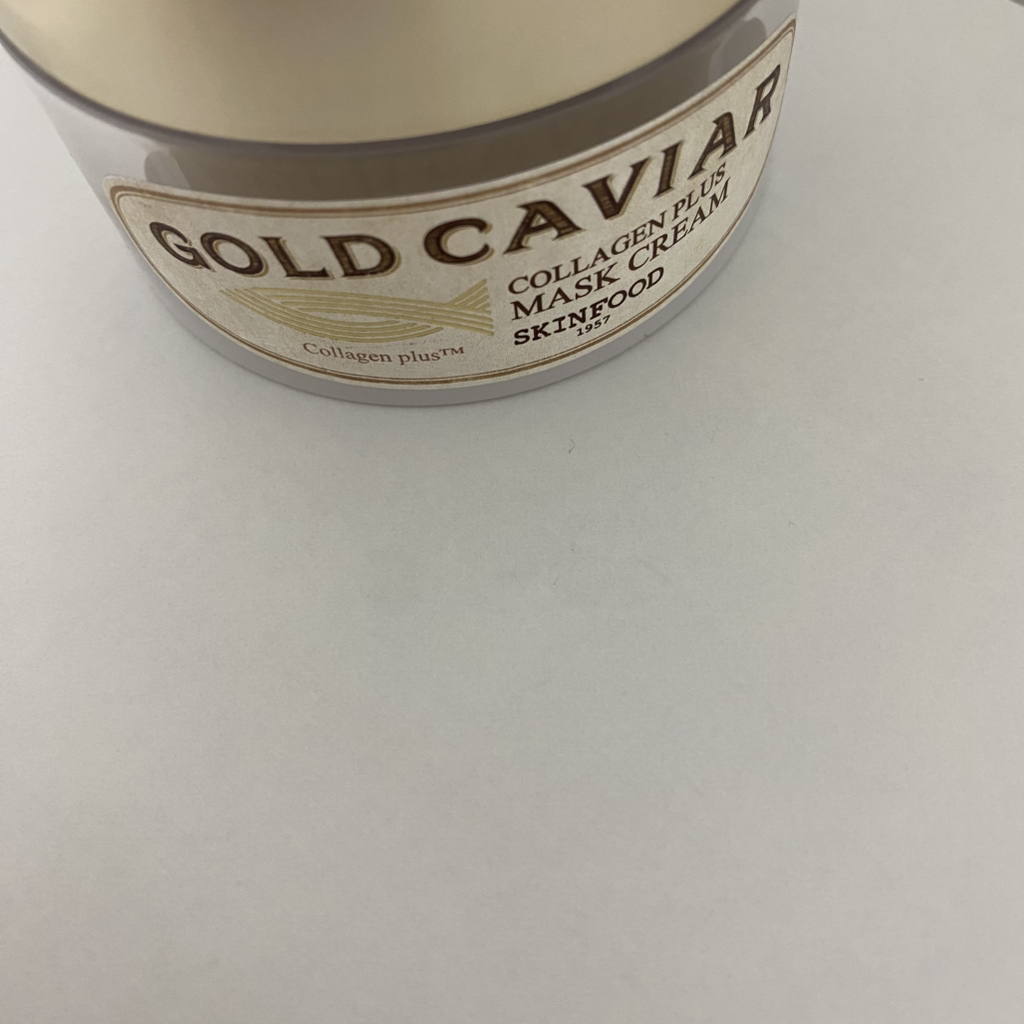 GOLD CAVIAR
COLLAGEN PLUS
MASK CREAM
SKINFOOD
1957
Collagen plus™